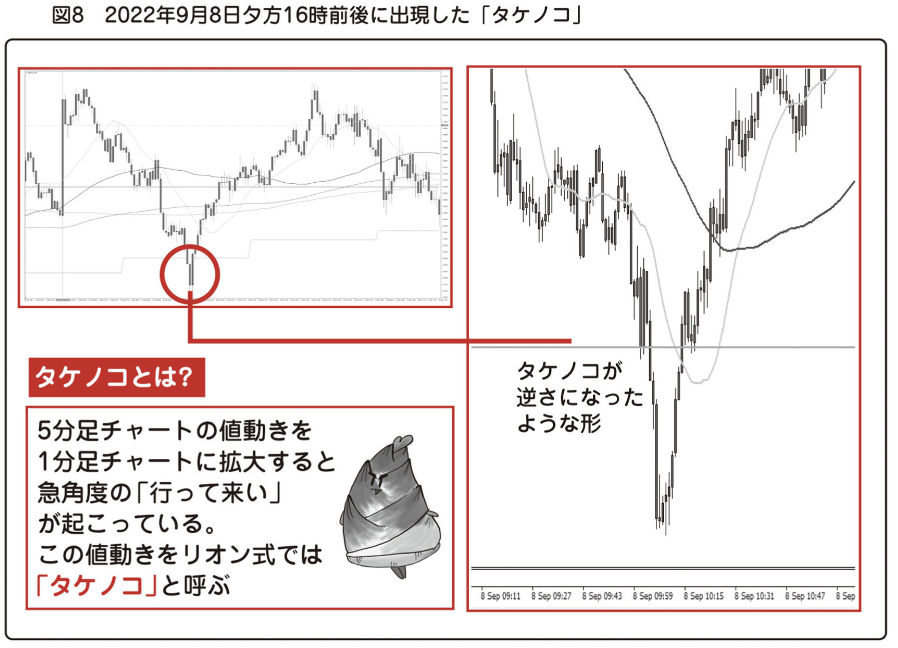 図8　2022年9月8日夕方16時前後に出現した「タケノコ」
タケノコが
逆さになった
ような形
8 Sep 09:11
8 Sep 09:27
8 Sep 09:43
8 Sep 09:59
8 Sep 10:15
8 Sep 10:31
8 Sep 10:47
8 Sep
タケノコとは?
5分足チャートの値動きを
1分足チャートに拡大すると
急角度の「行って来い」
が起こっている。
この値動きをリオン式では
「タケノコ」と呼ぶ